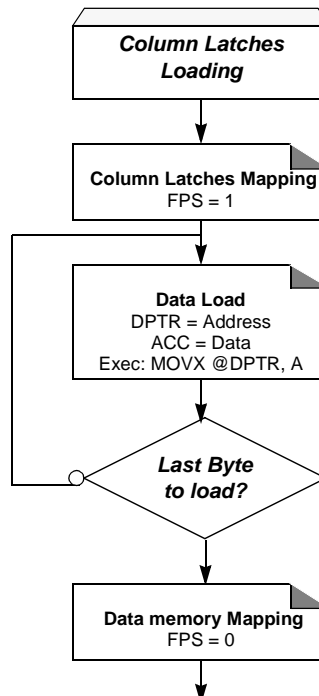 Column Latches
Loading
Column Latches Mapping
FPS = 1
Data Load
DPTR = Address
ACC = Data
Exec: MOVX @DPTR, A
Last Byte
to load?
Data memory Mapping
FPS = 0